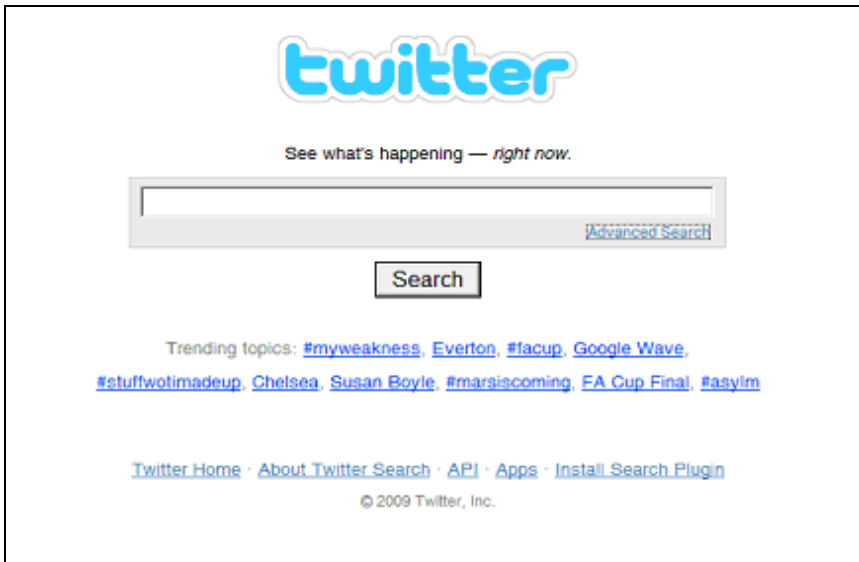 twitter
See what's happening — right now.
Advanced Search
Search
Trending topics: #myweakness, Everton, #facup, Google Wave,
#stuffwotimadeup, Chelsea, Susan Boyle, #marsiscoming, FA Cup Final, #asylm
Twitter Home · About Twitter Search · API · Apps · Install Search Plugin
© 2009 Twitter, Inc.